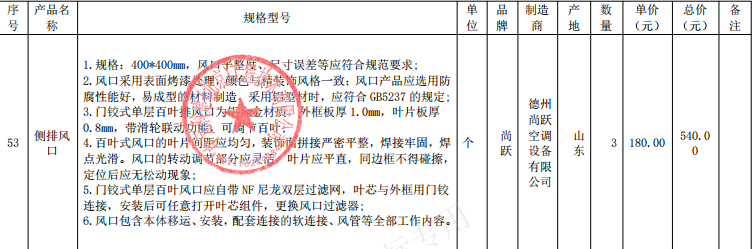 序号 产品名称 规格型号 单位 品牌 制造商 产地 数量 单价（元） 总价（元） 备注
53 侧排风口
1.规格：400*400mm，风口平整度、尺寸误差等应符合规范要求；
2.风口采用表面烤漆处理，颜色与精装饰风格一致；风口产品应选用防
腐性能好，易成型的材料制造，采用铝型材时，应符合 GB5237 的规定；
3.门铰式单层百叶排风口为铝合金材质，外框板厚 1.0mm，叶片板厚
0.8mm，带滑轮联动功能，可调节百叶；
4.百叶式风口的叶片间距应均匀，装饰面拼接严密平整，焊接牢固，焊
点光滑。风口的转动调节部分应灵活，叶片应平直，同边框不得碰擦，
定位后应无松动现象；
5.门铰式单层百叶风口应自带 NF 尼龙双层过滤网，叶芯与外框用门铰
连接，安装后可任意打开叶芯组件，更换风口过滤器；
6.风口包含本体移运、安装，配套连接的软连接、风管等全部工作内容。
个 尚跃 德州尚跃空调设备有限公司 山东 3 180.00 540.00
专用